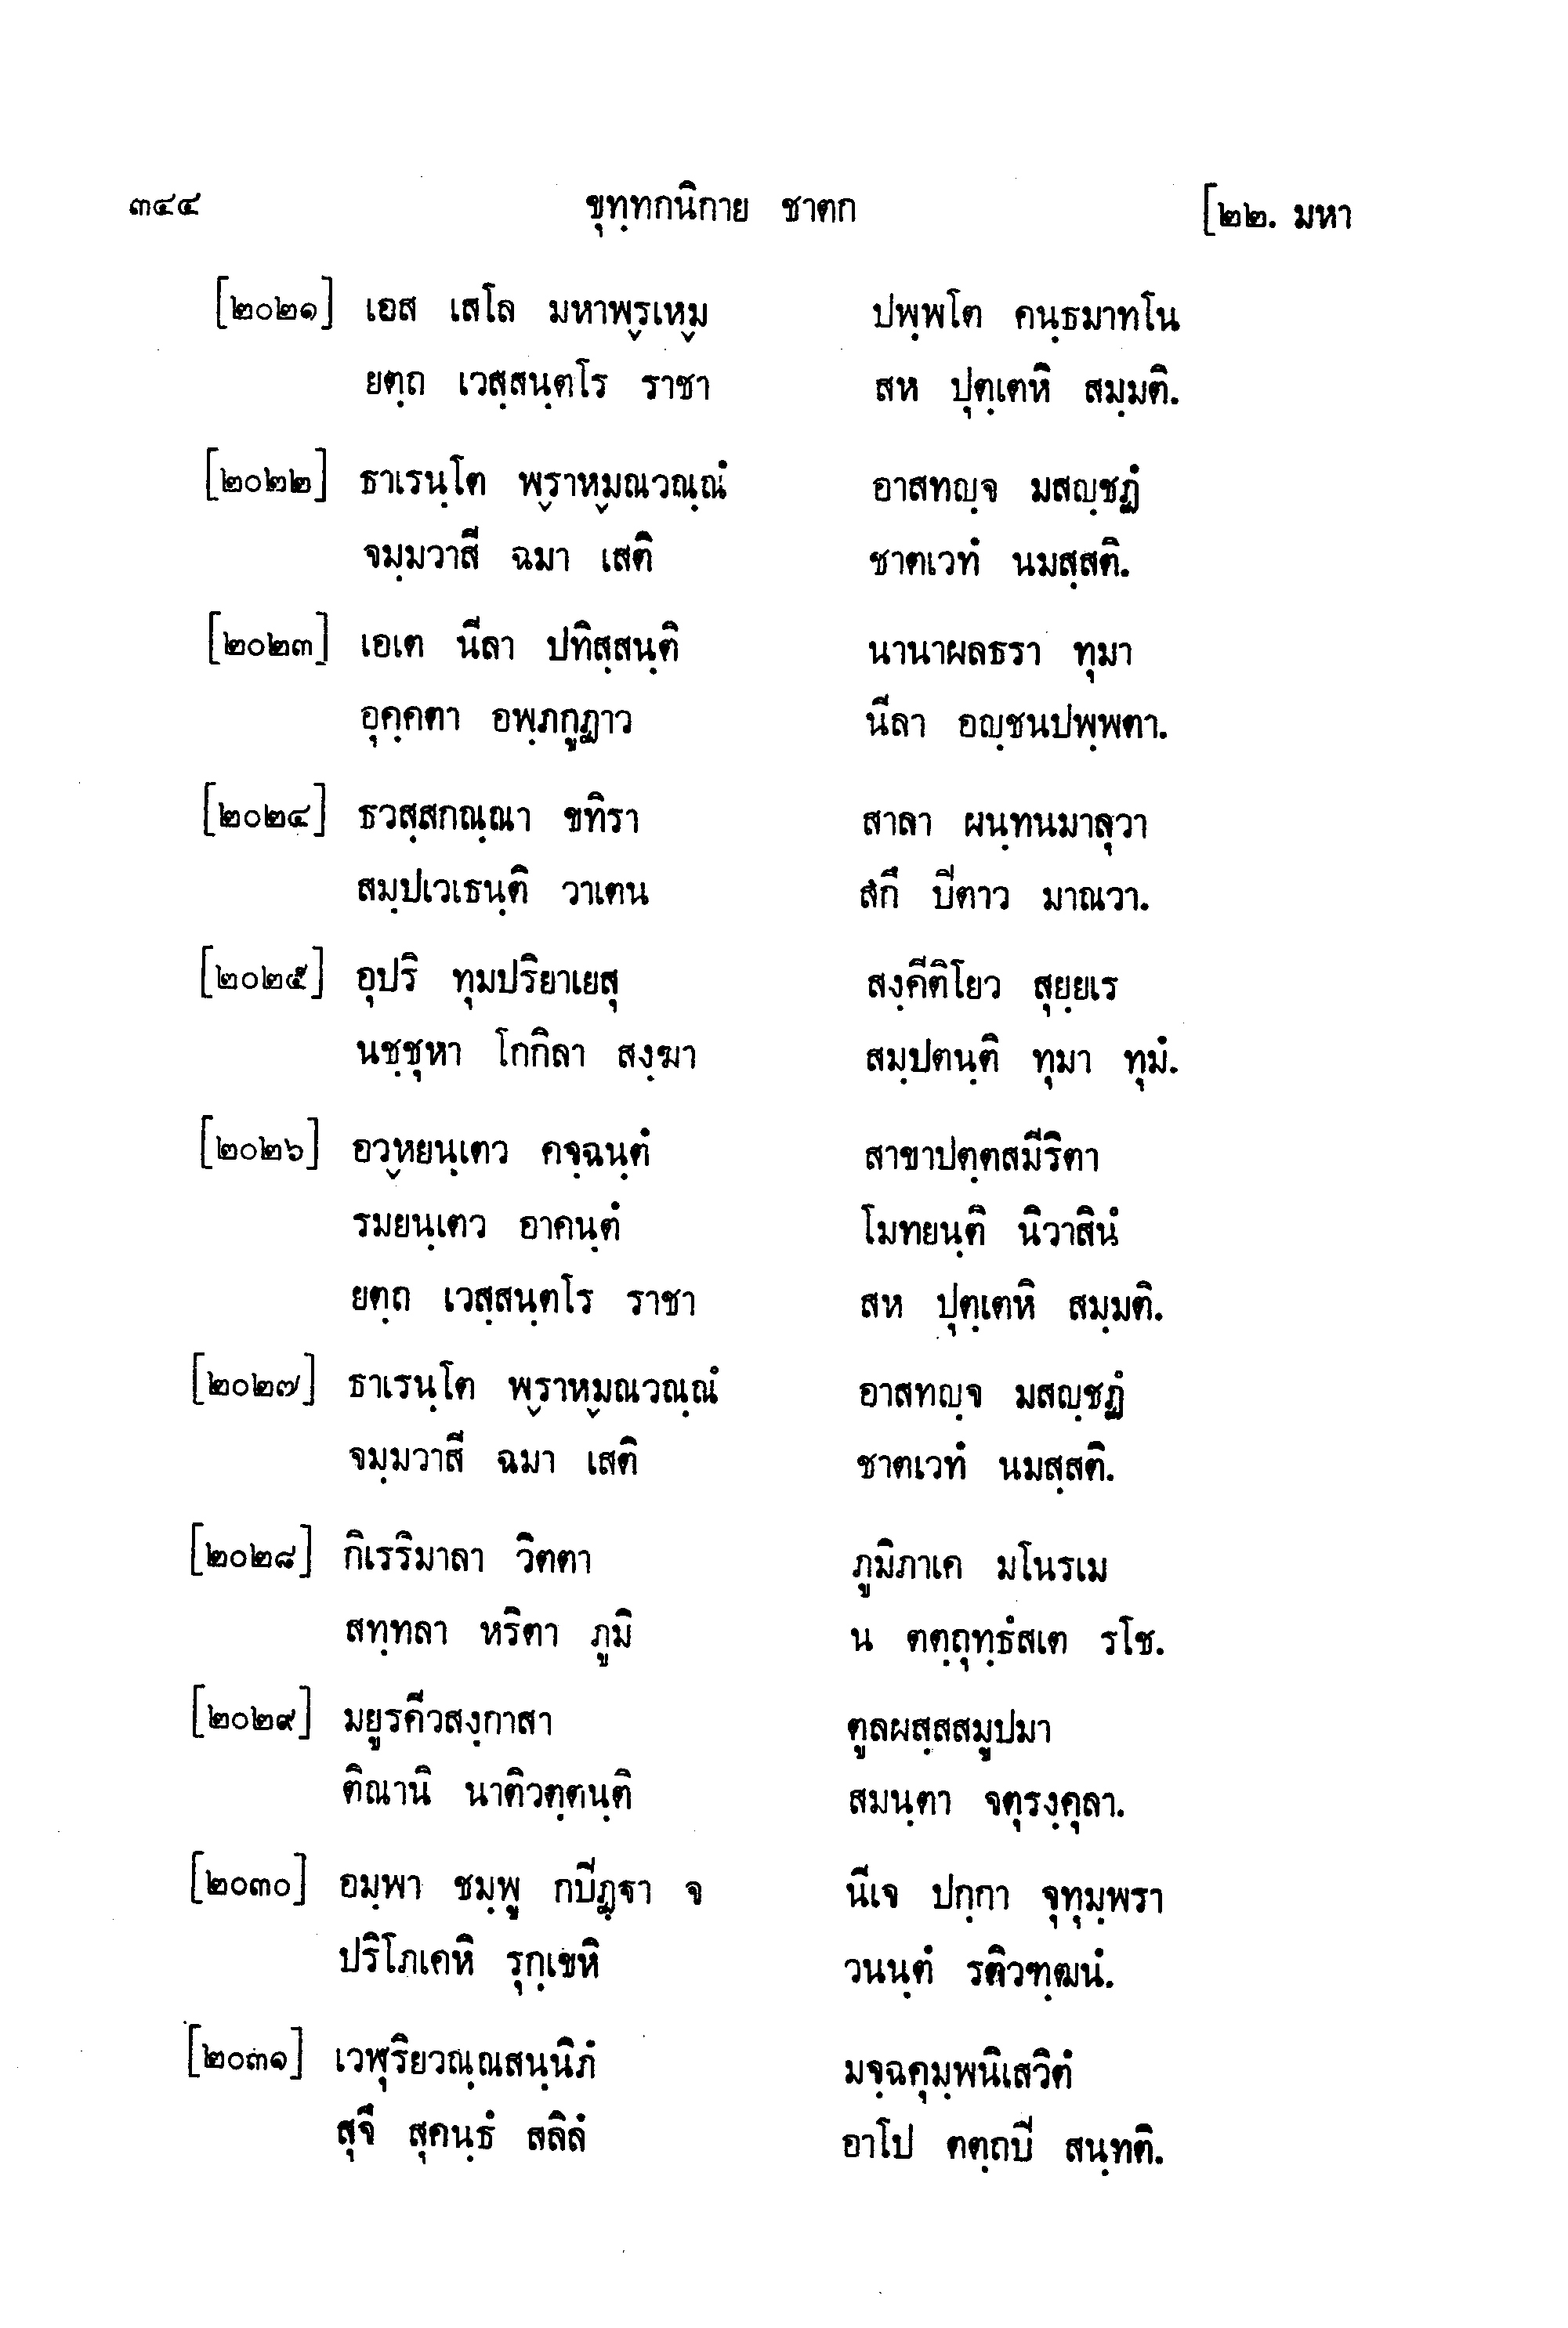 ๓๔๔ ขุทฺทกนิกาย ชาตก [๒๒. มหา
[๒๐๒๑] เอส เสโล มหาพฺรเหฺม ปพฺพโต คนฺธมาทโน
ยตฺถ เวสฺสนฺตโร ราชา สห ปุตฺเตหิ สมฺมติ.
[๒๐๒๒] ธาเรนฺโต พฺราหฺมณวณฺณํ อาสทญฺจ มสญฺชฏํ
จมฺมวาสี ฉมา เสติ ชาตเวทํ นมสฺสติ.
[๒๐๒๓] เอเต นีลา ปทิสฺสนฺติ นานาผลธรา ทุมา
อุคฺคตา อพฺภกูฏาว นีลา อญฺชนปพฺพตา.
[๒๐๒๔] ธวสฺสกณฺณา ขทิรา สาลา ผนฺทนมาลุวา
สมฺปเวเธนฺติ วาเตน สํกึ ปีตาว มาณวา.
[๒๐๒๕] อุปริ ทุมปริยาเยสุ สงฺคีติโยว สุยฺยเร
นชฺชุหา โกกิลา สงฺฆา สมฺปตนฺติ ทุมา ทุมํ.
[๒๐๒๖] อวฺหยนฺเตว คจฺฉนฺตํ สาขาปตฺตสมีริตา
รมยนฺเตว อาคนฺตํ โมทยนฺติ นิวาสินํ
ยตฺถ เวสฺสนฺตโร ราชา สห ปุตฺเตหิ สมฺมติ.
[๒๐๒๗] ธาเรนฺโต พฺราหฺมณวณฺณํ อาสทญฺจ มสญฺชฏํ
จมฺมวาสี ฉมา เสติ ชาตเวทํ นมสฺสติ.
[๒๐๒๘] กิเรริมาลา วิตตา ภูมิภาเค มโนรเม
สทฺทลา หริตา ภูมิ น ตตฺถุทฺธํสเต รโช.
[๒๐๒๙] มยูรคีวสงฺกาสา ตูลผสฺสสมูปมา
ติณานิ นาติวตฺตนฺติ สมนฺตา จตุรงฺคุลา.
[๒๐๓๐] อมฺพา ชมฺพู กปีฏฺฐา จ นีเจ ปกฺกา จุทุมฺพรา
ปริโภเคหิ รุกฺเขหิ วนนฺตํ รติวฑฺฒนํ.
[๒๐๓๑] เวฬุริยวณฺณสนฺนิภํ มจฺฉคุมฺพนิเสวิตํ
สุจึ สุคนฺธํ สลิลํ อาโป ตตฺถปี สนฺทติ.